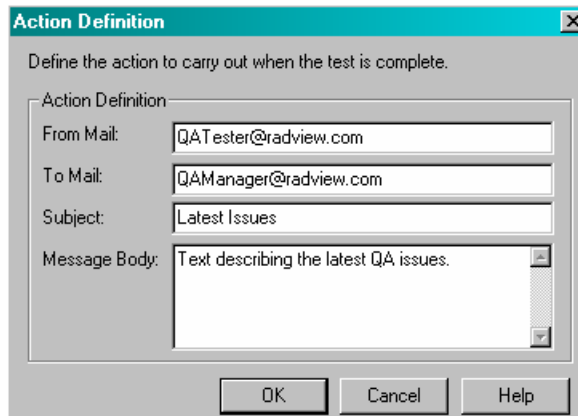 Action Definition
Define the action to carry out when the test is complete.
Action Definition
From Mail: QATester@radview.com
To Mail: QAManager@radview.com
Subject: Latest Issues
Message Body: Text describing the latest QA issues.
OK Cancel Help